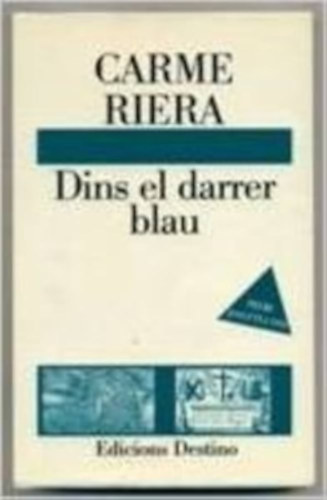 CARME
RIERA
Dins el darrer
blau
Edicions Destino